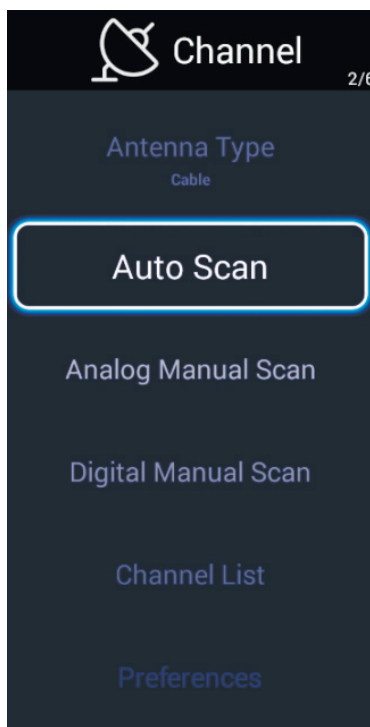 Channel
2/6
Antenna Type
Cable
Auto Scan
Analog Manual Scan
Digital Manual Scan
Channel List
Preferences